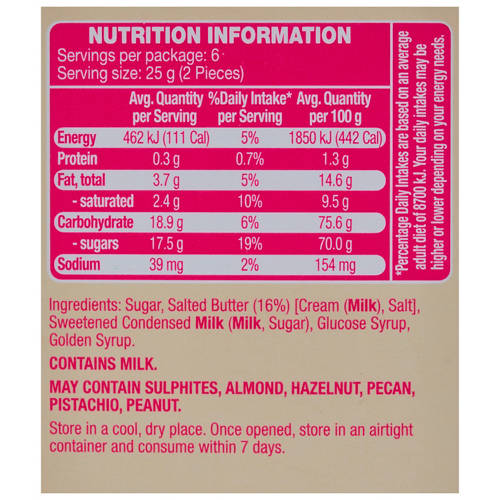 NUTRITION INFORMATION
Servings per package: 6
Serving size: 25 g (2 Pieces)
Avg. Quantity per Serving %Daily Intake* per Serving Avg. Quantity per 100 g
Energy 462 kJ (111 Cal) 5% 1850 kJ (442 Cal)
Protein 0.3 g 0.7% 1.3 g
Fat, total 3.7 g 5% 14.6 g
- saturated 2.4 g 10% 9.5 g
Carbohydrate 18.9 g 6% 75.6 g
- sugars 17.5 g 19% 70.0 g
Sodium 39 mg 2% 154 mg
*Percentage Daily Intakes are based on an average
adult diet of 8700 kJ. Your daily intakes may be
higher or lower depending on your energy needs.
Ingredients: Sugar, Salted Butter (16%) [Cream (Milk), Salt],
Sweetened Condensed Milk (Milk, Sugar), Glucose Syrup,
Golden Syrup.
CONTAINS MILK.
MAY CONTAIN SULPHITES, ALMOND, HAZELNUT, PECAN,
PISTACHIO, PEANUT.
Store in a cool, dry place. Once opened, store in an airtight
container and consume within 7 days.